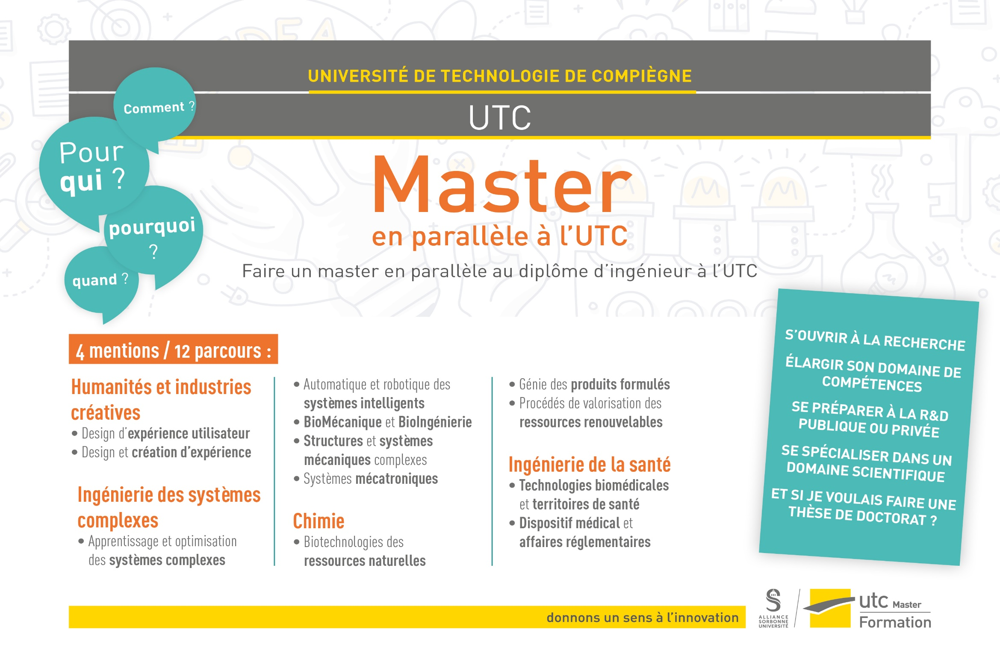 IDEA
UNIVERSITÉ DE TECHNOLOGIE DE COMPIÈGNE
UTC
Comment ?
Pour
qui ?
pourquoi
?
quand ?
Master
en parallèle à l’UTC
Faire un master en parallèle au diplôme d’ingénieur à l’UTC
4 mentions / 12 parcours :
Humanités et industries
créatives
• Design d’expérience utilisateur
• Design et création d’expérience
Ingénierie des systèmes
complexes
• Apprentissage et optimisation
des systèmes complexes
• Automatique et robotique des
systèmes intelligents
• BioMécanique et BioIngénierie
• Structures et systèmes
mécaniques complexes
• Systèmes mécatroniques
Chimie
• Biotechnologies des
ressources naturelles
• Génie des produits formulés
• Procédés de valorisation des
ressources renouvelables
Ingénierie de la santé
• Technologies biomédicales
et territoires de santé
• Dispositif médical et
affaires réglementaires
S’OUVRIR À LA RECHERCHE
ÉLARGIR SON DOMAINE DE
COMPÉTENCES
SE PRÉPARER À LA R&D
PUBLIQUE OU PRIVÉE
SE SPÉCIALISER DANS UN
DOMAINE SCIENTIFIQUE
ET SI JE VOULAIS FAIRE UNE
THÈSE DE DOCTORAT ?
donnons un sens à l’innovation
ALLIANCE
SORBONNE
UNIVERSITÉ
utc Master
Formation